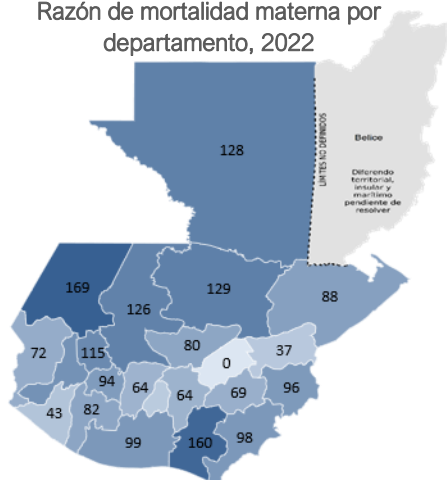 Razón de mortalidad materna por
departamento, 2022
128
LÍMITES NO DEFINIDOS
Belice
Diferendo
territorial,
insular y
marítimo
pendiente de
resolver
169
126
129
88
72
115
80
0
37
94
64
64
69
96
43
82
99
160
98